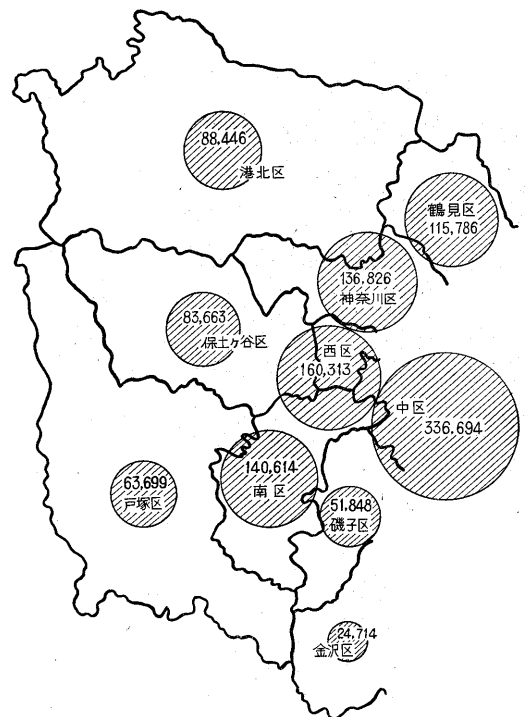 88,446
港北区
鶴見区
115,786
136,826
神奈川区
83,663
保土ヶ谷区
西区
160,313
中区
336,694
140,614
南区
63,699
戸塚区
51,848
磯子区
24,714
金沢区